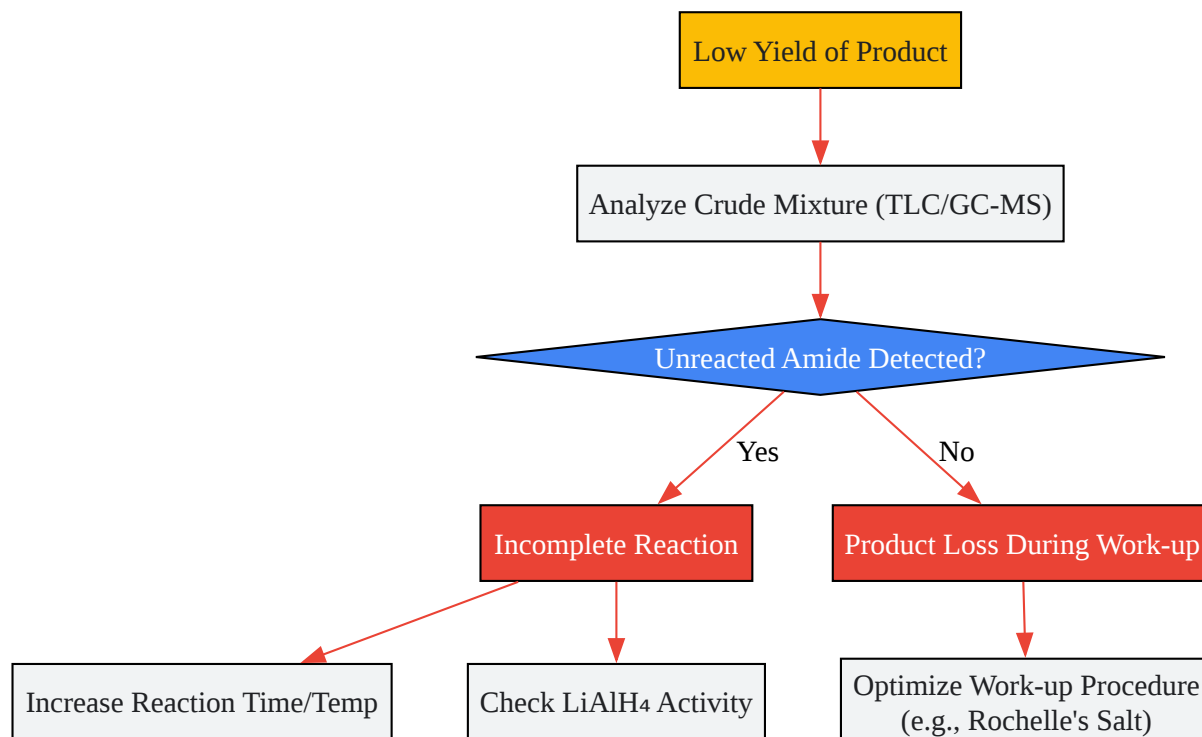 Low Yield of Product
Analyze Crude Mixture (TLC/GC-MS)
Unreacted Amide Detected?
Yes
No
Incomplete Reaction
Product Loss During Work-up
Increase Reaction Time/Temp
Check LiAlH₄ Activity
Optimize Work-up Procedure
(e.g., Rochelle's Salt)